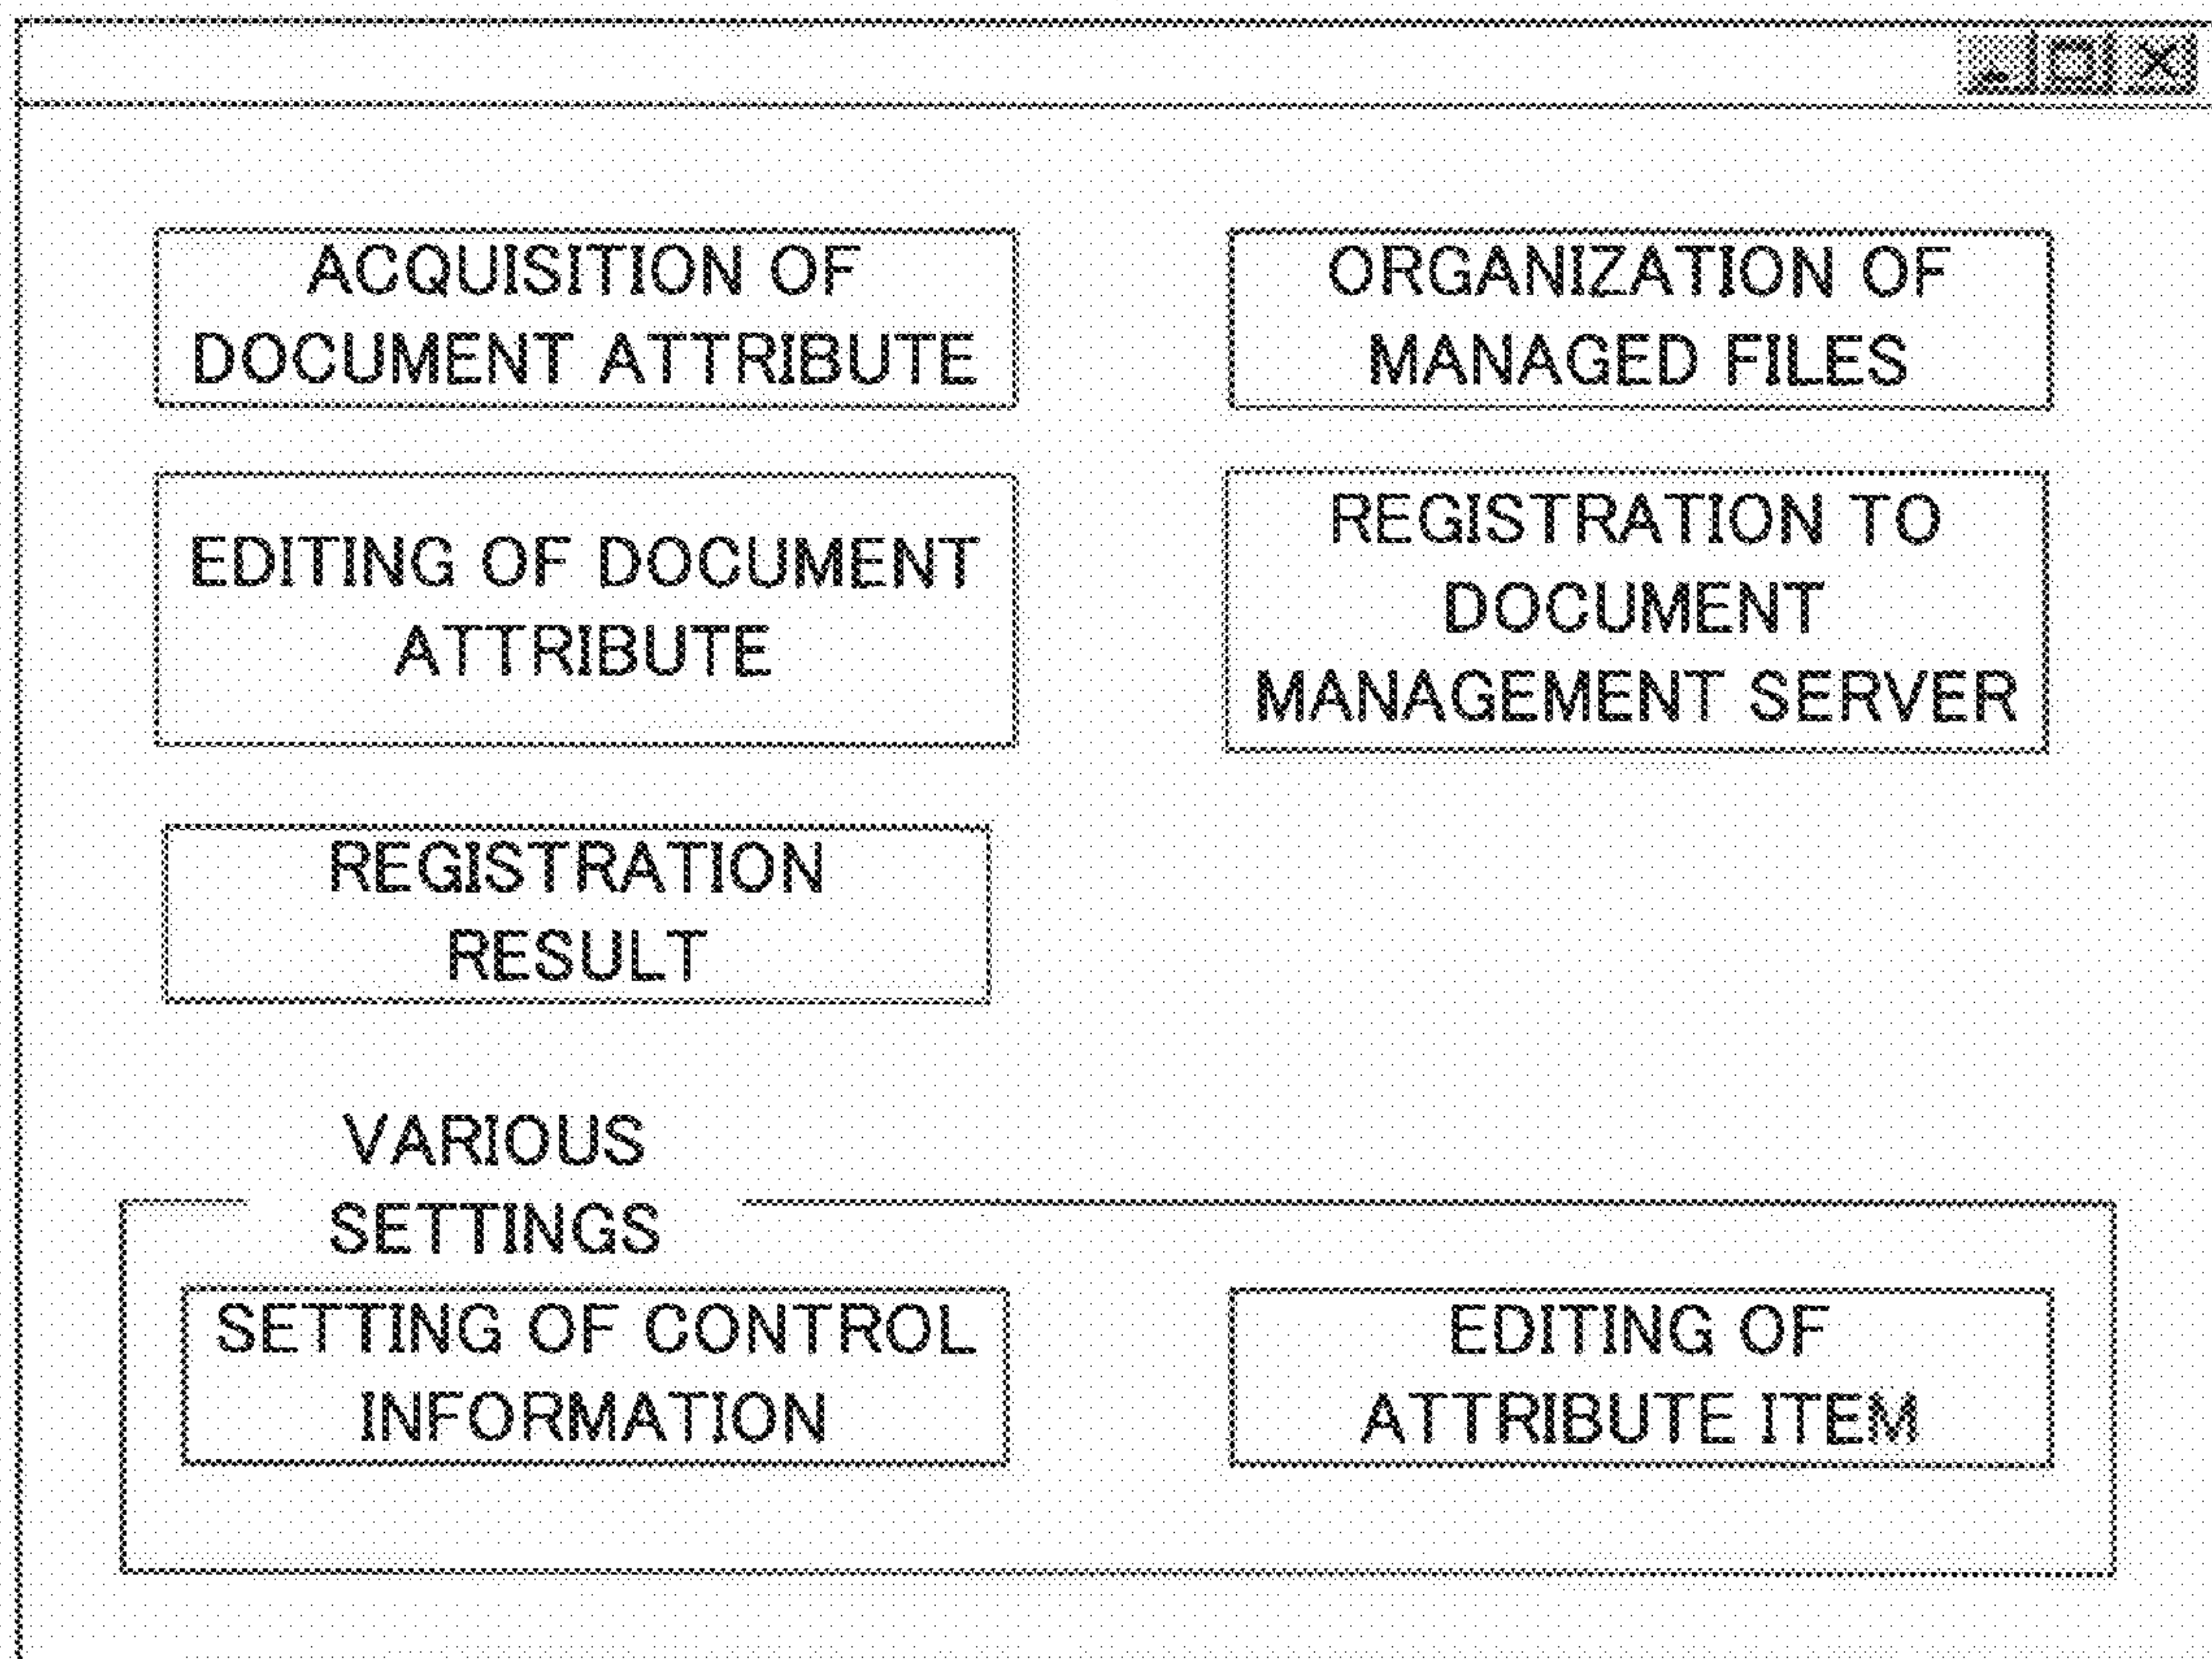 ACQUISITION OF
DOCUMENT ATTRIBUTE
ORGANIZATION OF
MANAGED FILES
EDITING OF DOCUMENT
ATTRIBUTE
REGISTRATION TO
DOCUMENT
MANAGEMENT SERVER
REGISTRATION
RESULT
VARIOUS
SETTINGS
SETTING OF CONTROL
INFORMATION
EDITING OF
ATTRIBUTE ITEM